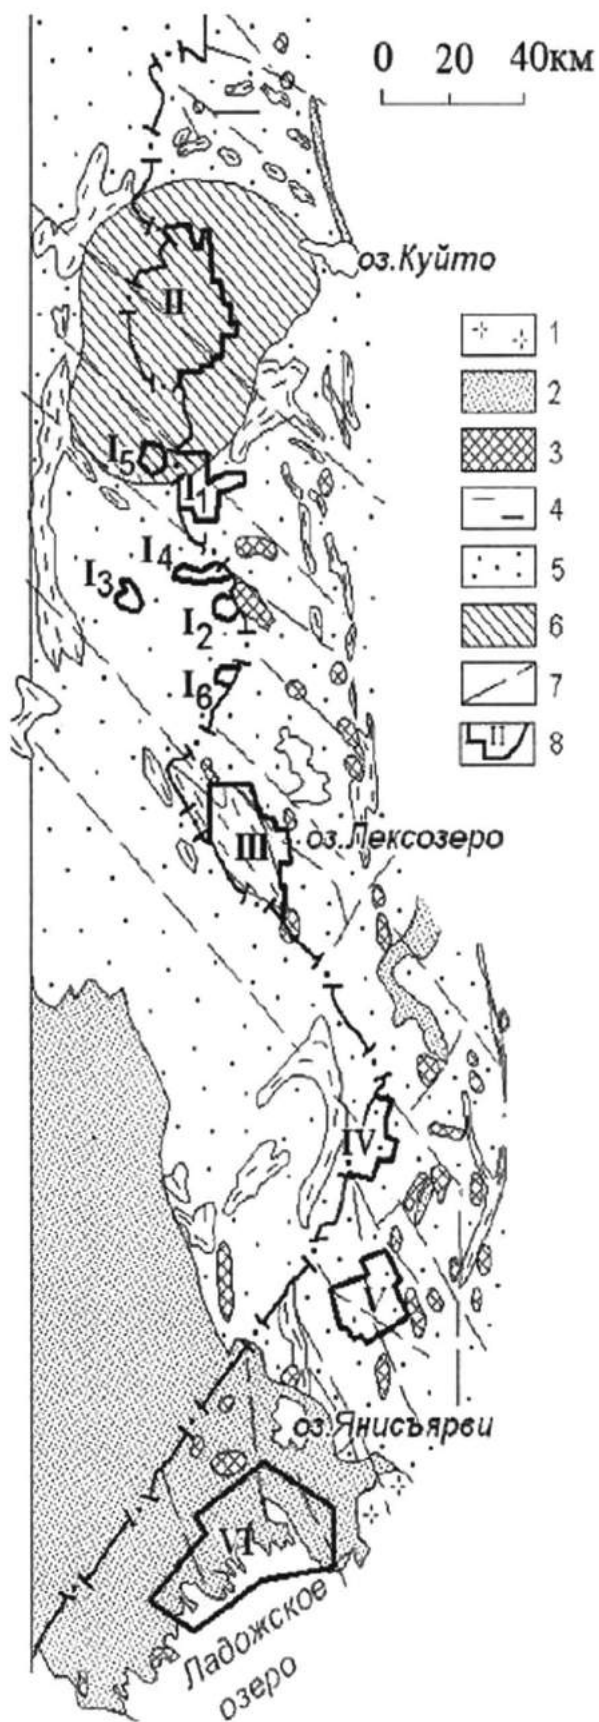 0 20 40км
оз.Куйто
II
1
2
3
4
5
6
7
II 8
I5
I1
I4
I3
I2
I6
III
оз.Лексозеро
IV
V
оз.Янисъярви
VI
Ладожское
озеро